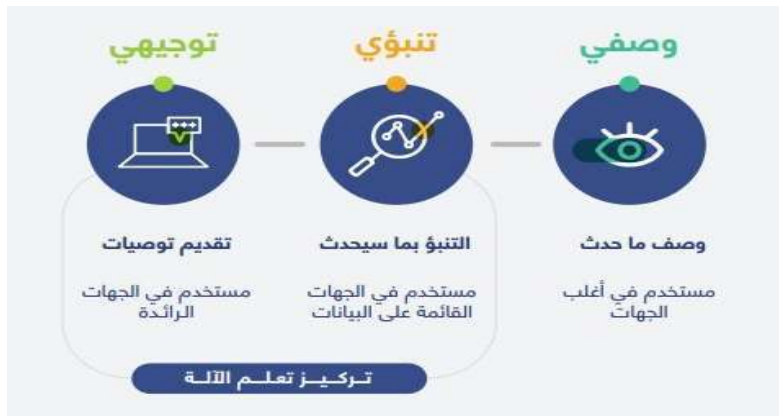 وصفي
تنبؤي
توجيهي
وصف ما حدث
التنبؤ بما سيحدث
تقديم توصيات
مستخدم في أغلب
الجهات
مستخدم في الجهات
القائمة على البيانات
مستخدم في الجهات
الرائدة
تركيز تعلم الآلة